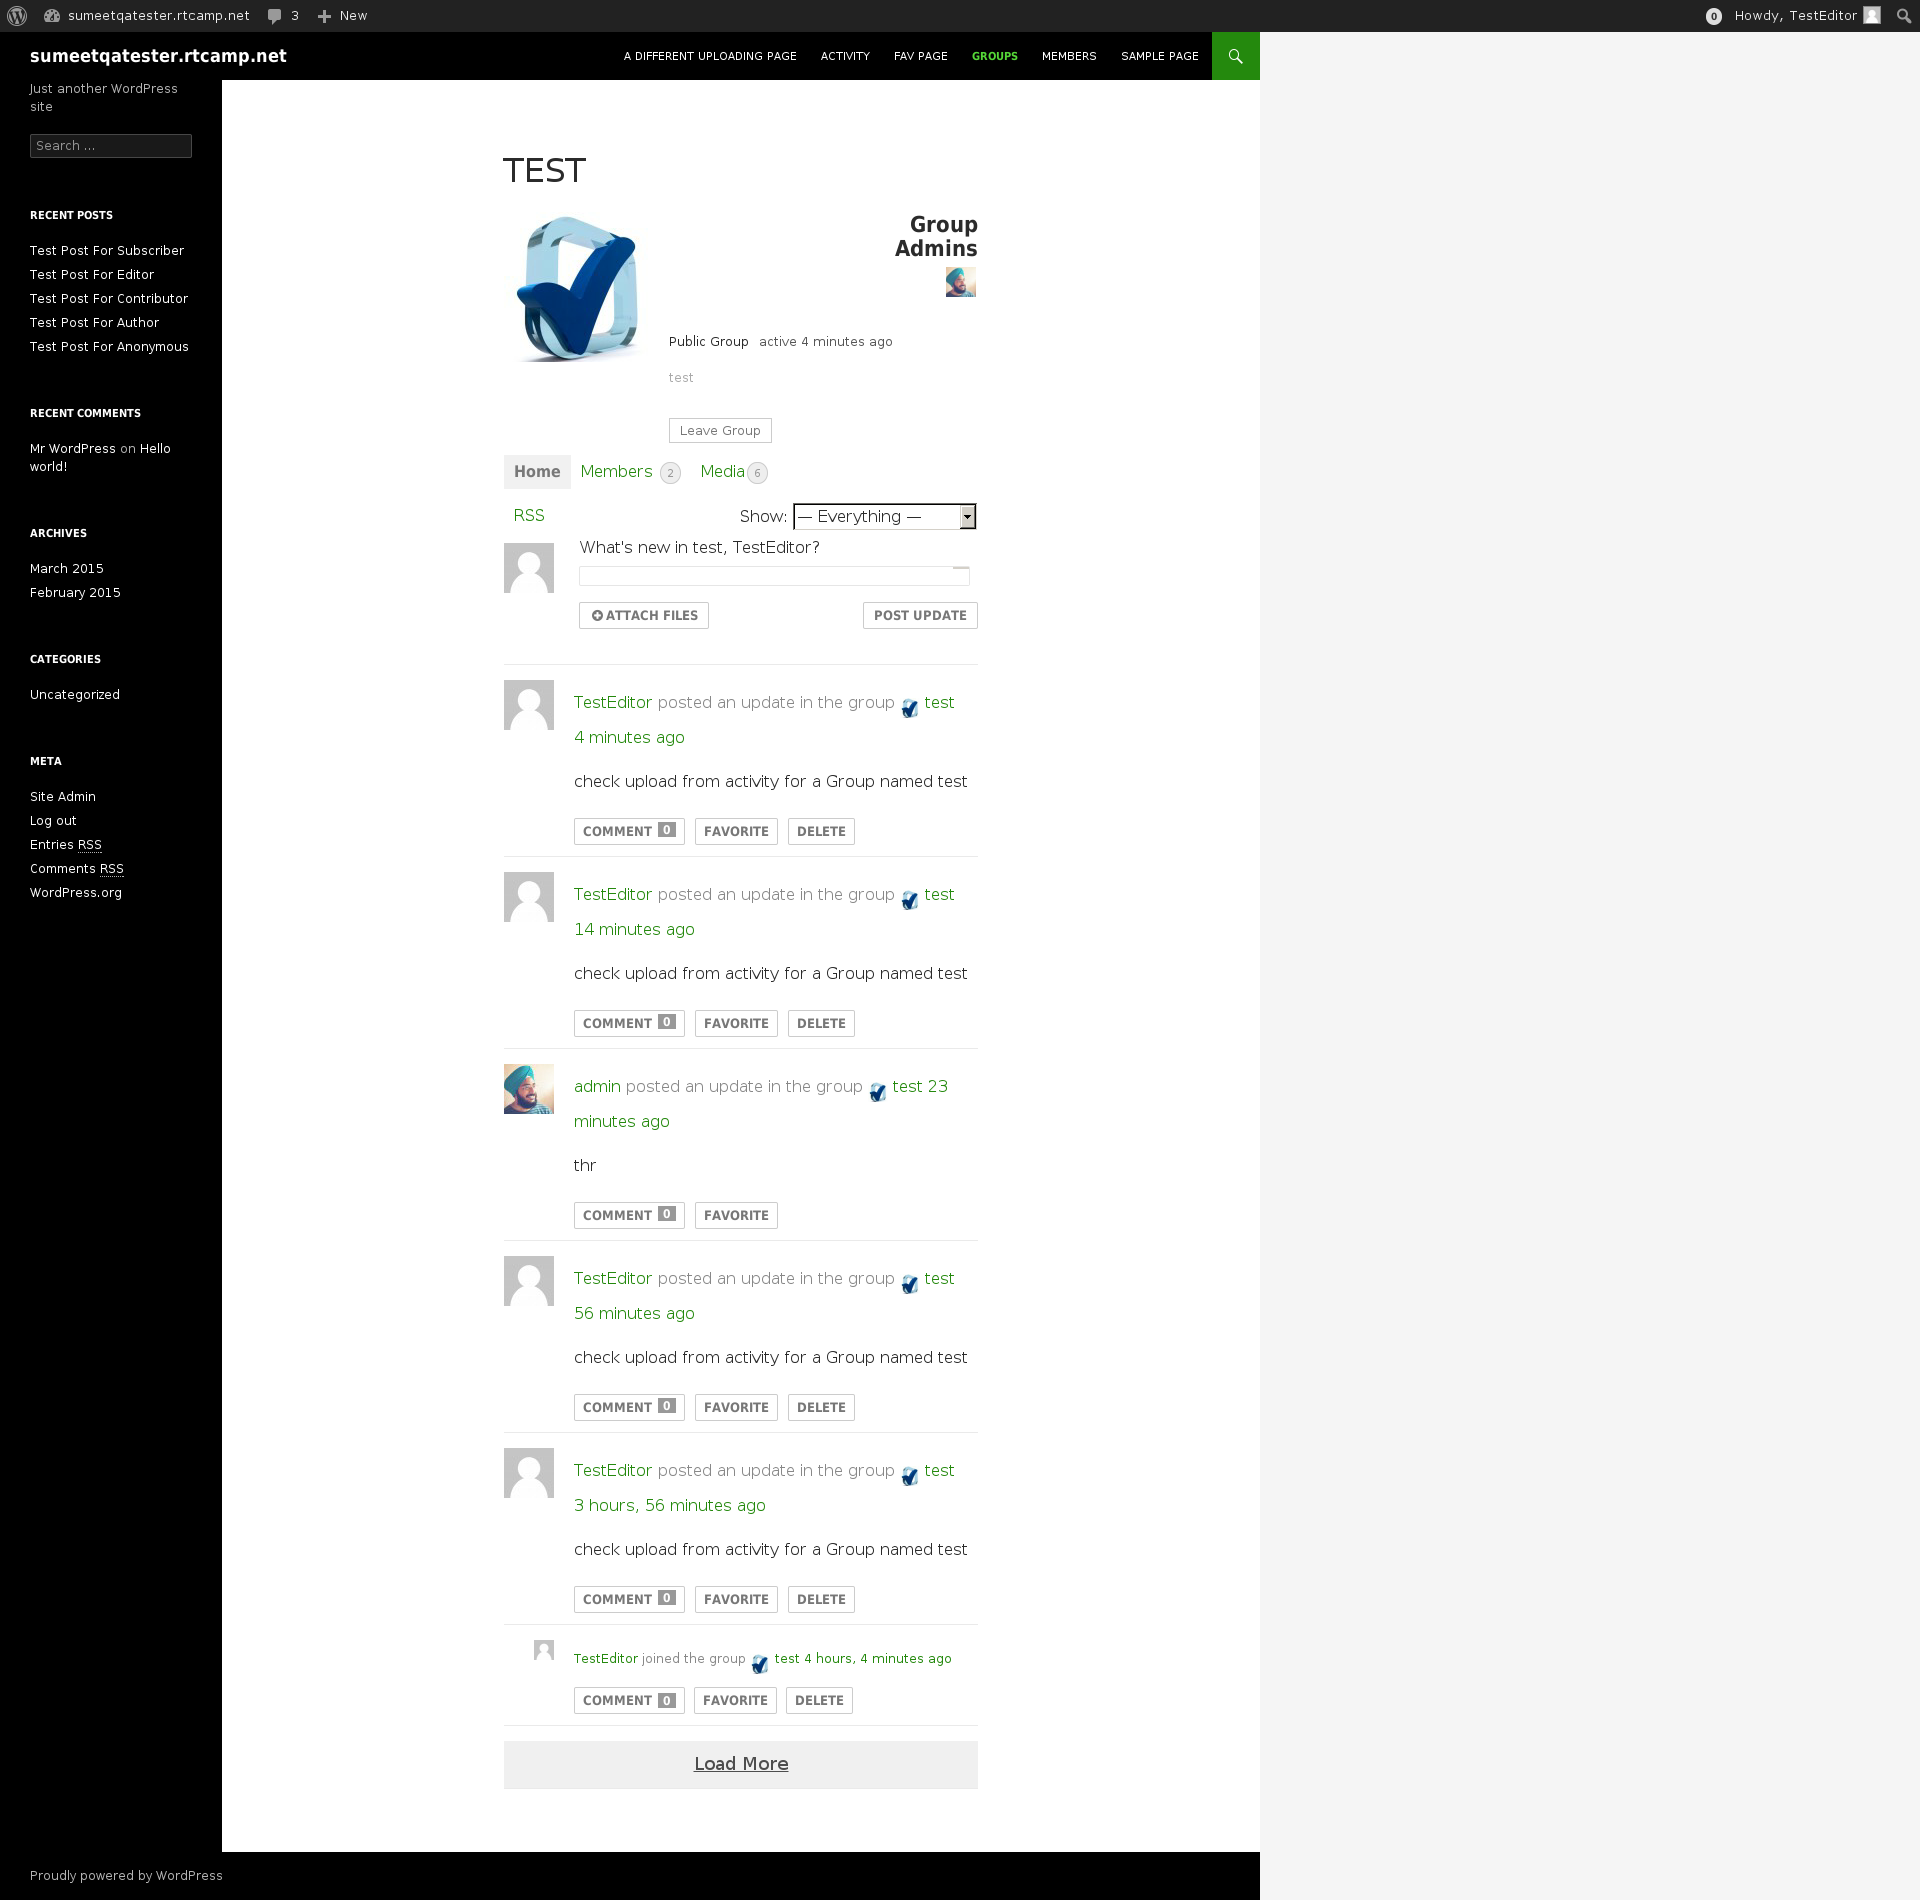 sumeetqatester.rtcamp.net 3 New 0 Howdy, TestEditor
sumeetqatester.rtcamp.net A DIFFERENT UPLOADING PAGE ACTIVITY FAV PAGE GROUPS MEMBERS SAMPLE PAGE
Just another WordPress
site
Search ...
RECENT POSTS
Test Post For Subscriber
Test Post For Editor
Test Post For Contributor
Test Post For Author
Test Post For Anonymous
RECENT COMMENTS
Mr WordPress on Hello
world!
ARCHIVES
March 2015
February 2015
CATEGORIES
Uncategorized
META
Site Admin
Log out
Entries RSS
Comments RSS
WordPress.org
TEST
Group
Admins
Public Group active 4 minutes ago
test
Leave Group
Home Members 2 Media 6
RSS Show: — Everything —
What's new in test, TestEditor?
ATTACH FILES POST UPDATE
TestEditor posted an update in the group test
4 minutes ago
check upload from activity for a Group named test
COMMENT 0 FAVORITE DELETE
TestEditor posted an update in the group test
14 minutes ago
check upload from activity for a Group named test
COMMENT 0 FAVORITE DELETE
admin posted an update in the group test 23
minutes ago
thr
COMMENT 0 FAVORITE
TestEditor posted an update in the group test
56 minutes ago
check upload from activity for a Group named test
COMMENT 0 FAVORITE DELETE
TestEditor posted an update in the group test
3 hours, 56 minutes ago
check upload from activity for a Group named test
COMMENT 0 FAVORITE DELETE
TestEditor joined the group test 4 hours, 4 minutes ago
COMMENT 0 FAVORITE DELETE
Load More
Proudly powered by WordPress